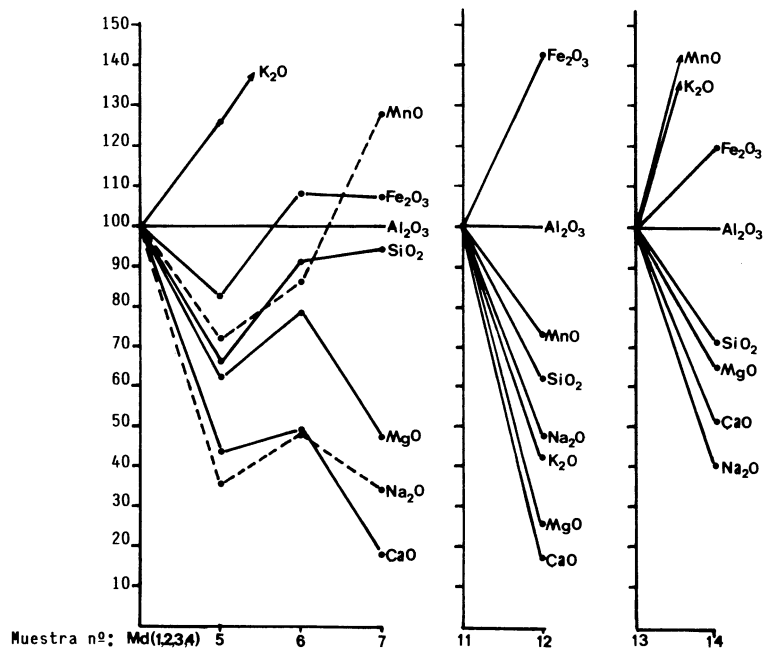 150
140
130
120
110
100
90
80
70
60
50
40
30
20
10
K₂O
MnO
Fe₂O₃
Al₂O₃
SiO₂
MgO
Na₂O
CaO
Fe₂O₃
Al₂O₃
MnO
SiO₂
Na₂O
K₂O
MgO
CaO
MnO
K₂O
Fe₂O₃
Al₂O₃
SiO₂
MgO
CaO
Na₂O
Muestra nº: Md(1,2,3,4) 5 6 7 11 12 13 14